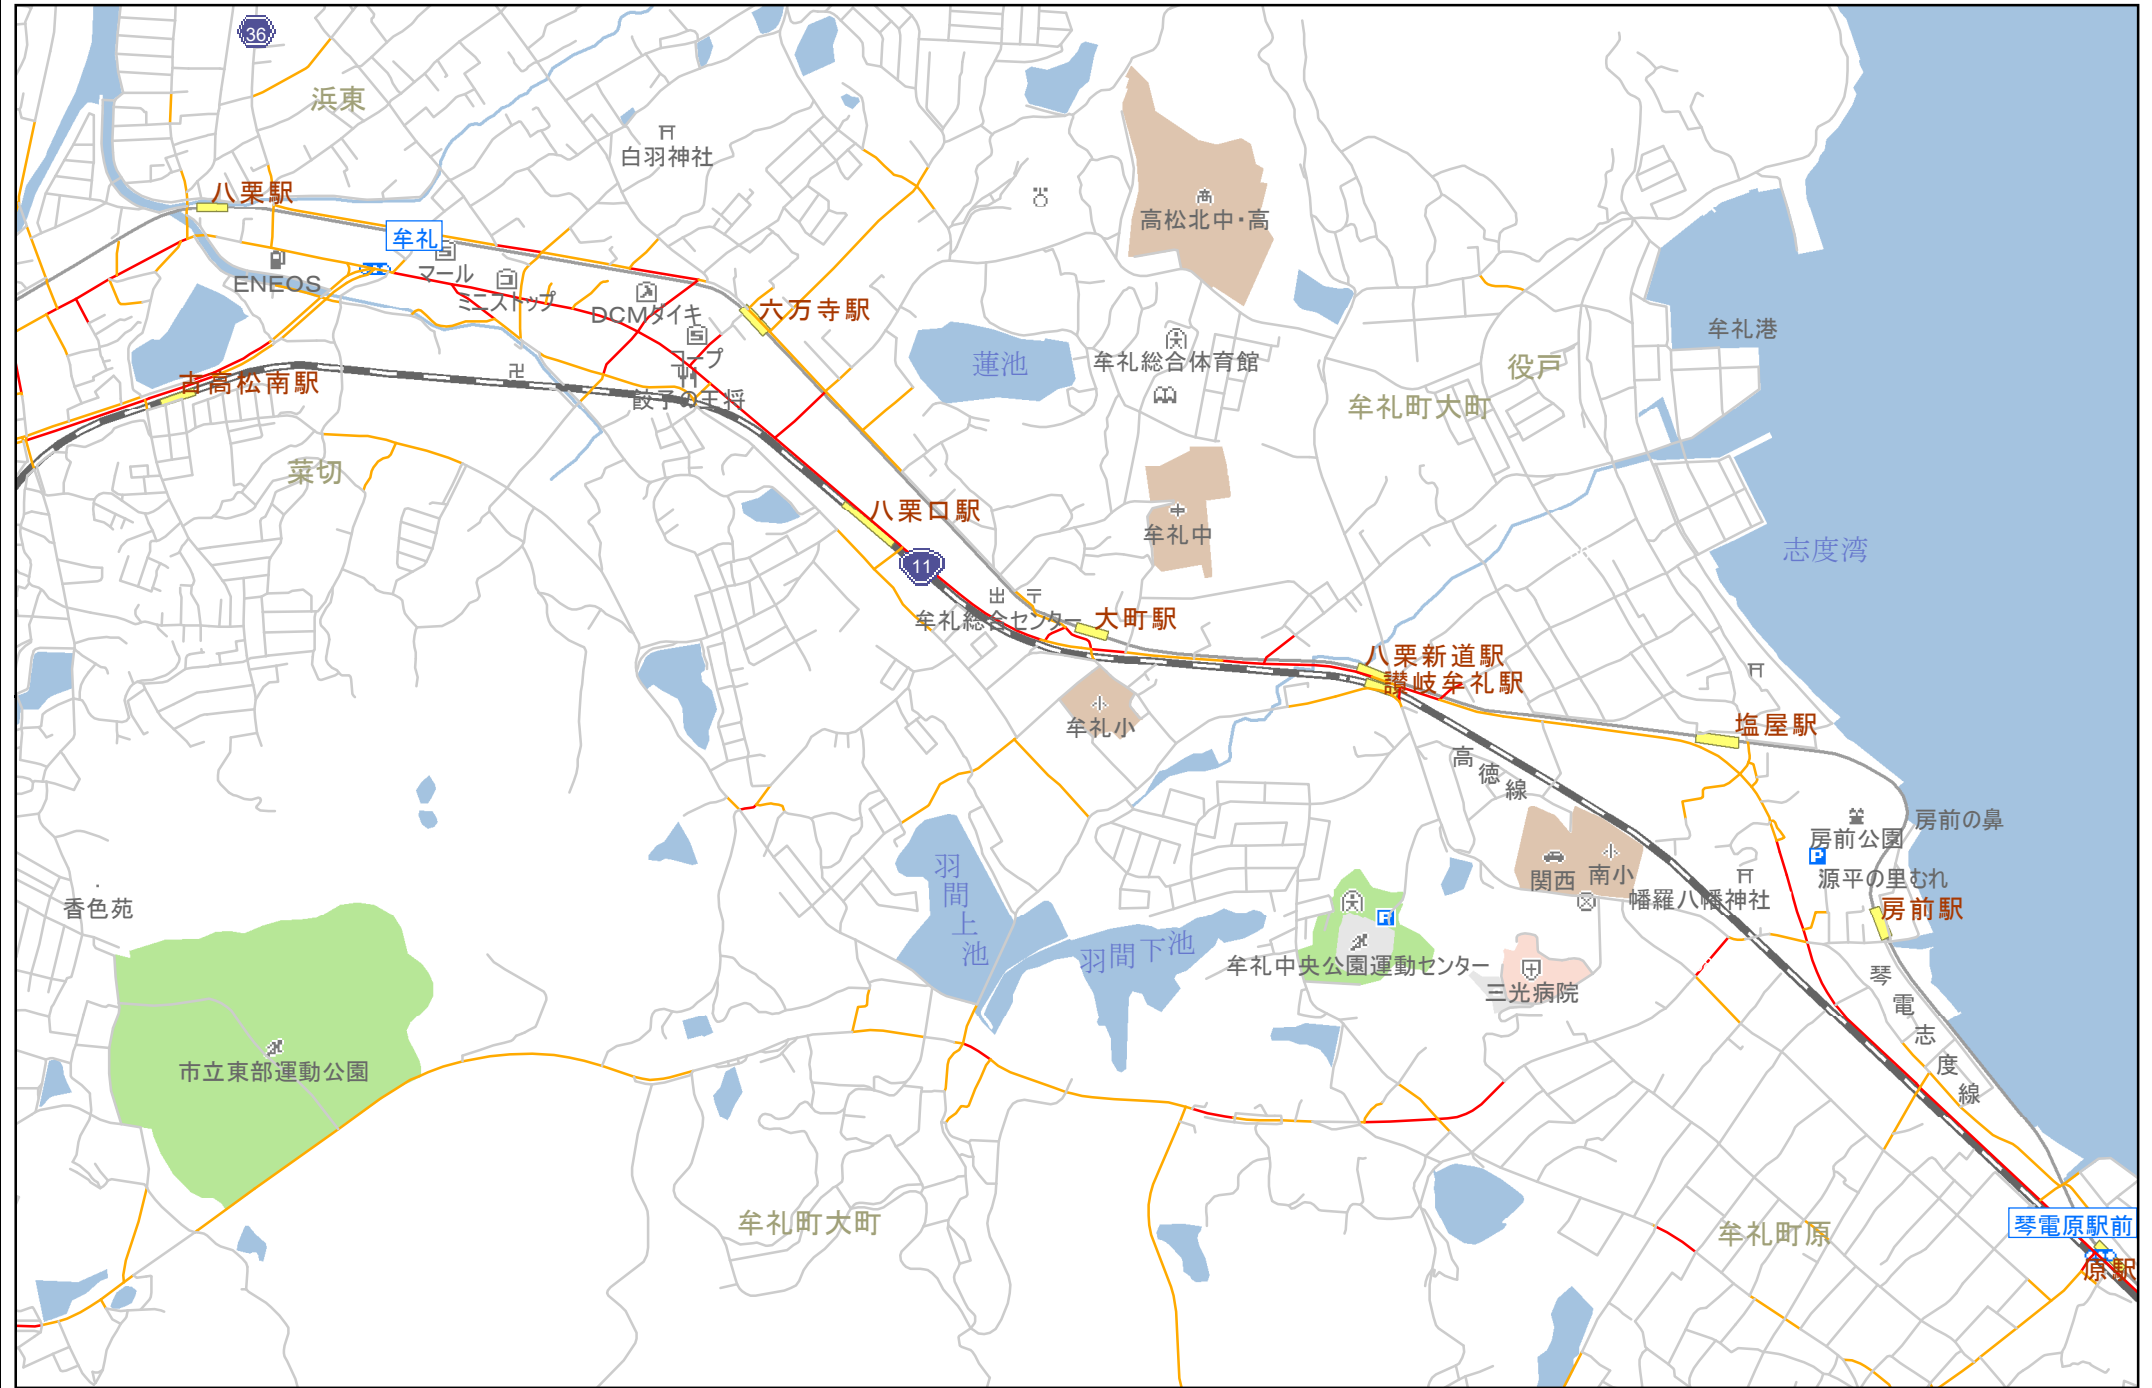 36
浜東
白羽神社
八栗駅
高松北中・高
牟礼
マール
ENEOS
ミニストップ
DCMダイキ
六万寺駅
牟礼港
コープ
蓮池
牟礼総合体育館
役戸
古高松南駅
餃子の王将
牟礼町大町
菜切
八栗口駅
牟礼中
志度湾
11
牟礼総合センター
大町駅
八栗新道駅
讃岐牟礼駅
牟礼小
塩屋駅
高徳線
房前の鼻
房前公園
P
羽間上池
関西
南小
源平の里むれ
幡羅八幡神社
香色苑
房前駅
P
羽間下池
牟礼中央公園運動センター
三光病院
琴電志度線
市立東部運動公園
牟礼町大町
牟礼町原
琴電原駅前
原駅